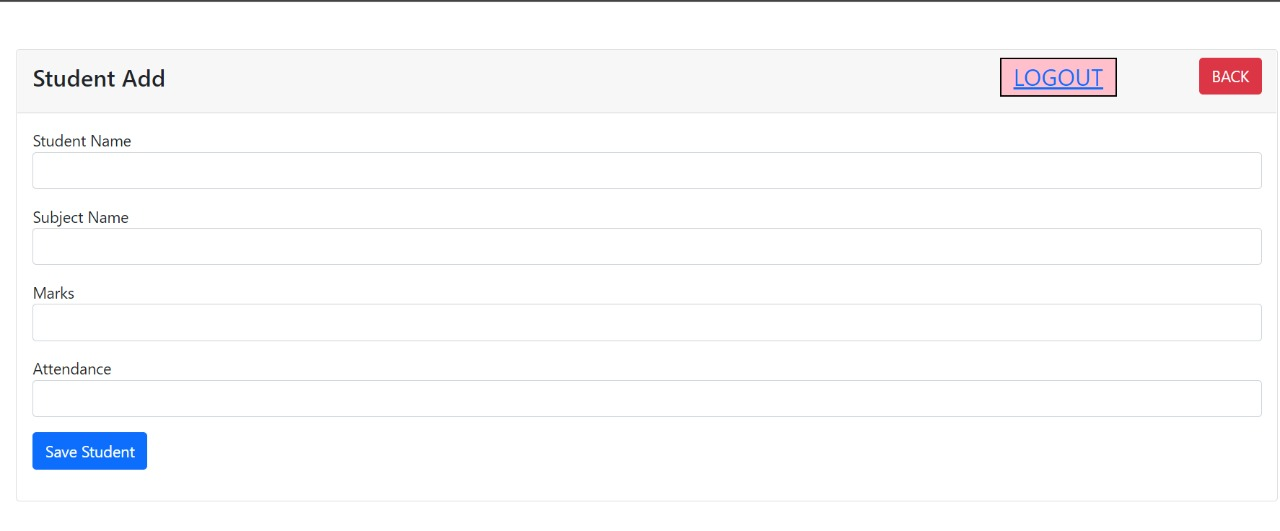 Student Add LOGOUT BACK
Student Name
Subject Name
Marks
Attendance
Save Student